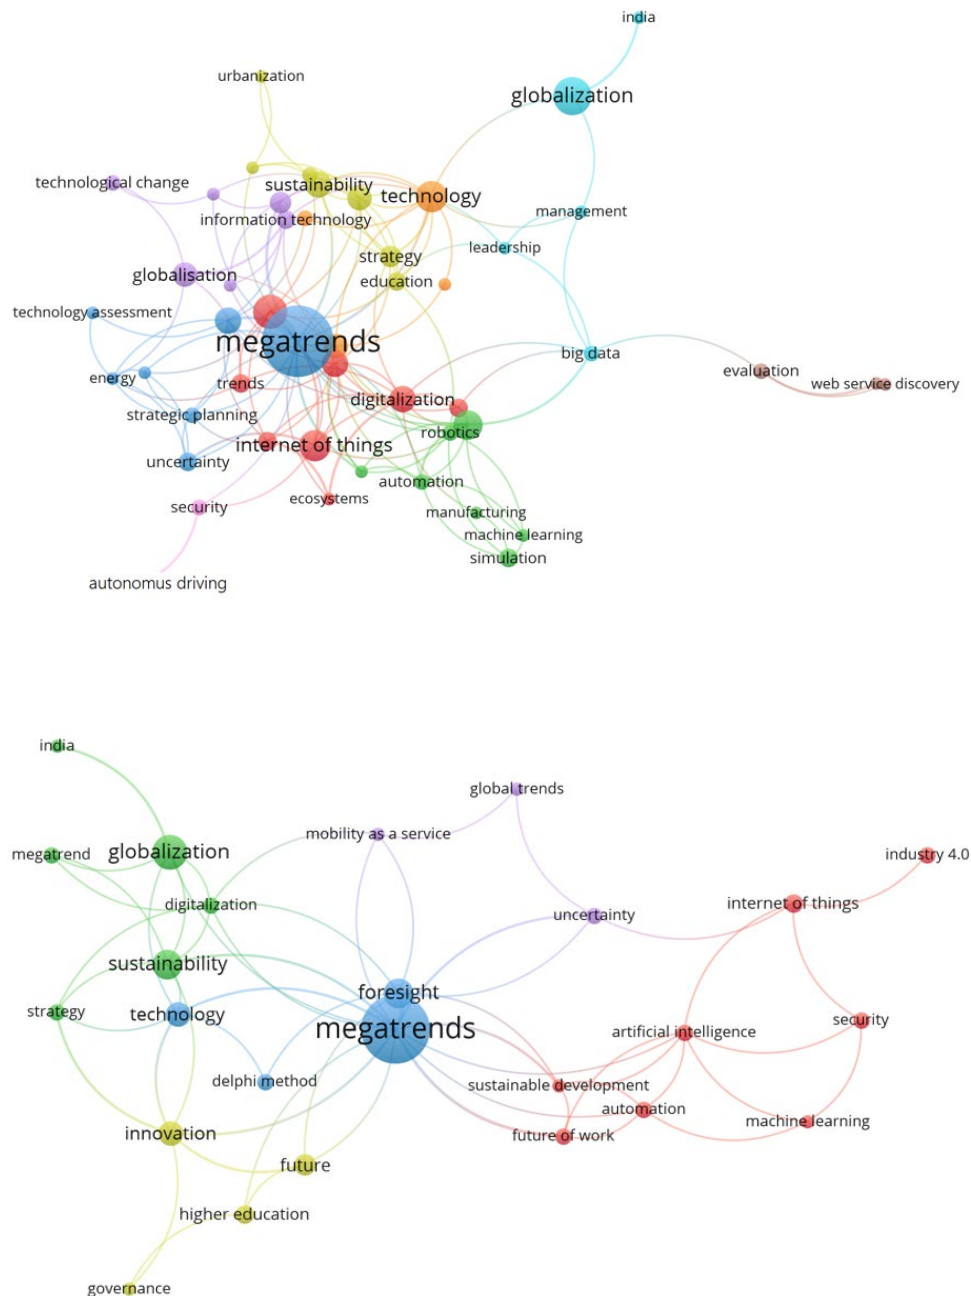 india
urbanization
globalization
technological change
sustainability
technology
information technology
management
leadership
strategy
globalisation
education
technology assessment
megatrends
big data
energy
trends
evaluation
web service discovery
digitalization
strategic planning
robotics
internet of things
uncertainty
automation
ecosystems
security
manufacturing
machine learning
simulation
autonomus driving
india
global trends
mobility as a service
megatrend
globalization
industry 4.0
digitalization
internet of things
uncertainty
sustainability
foresight
strategy
technology
megatrends
artificial intelligence
security
delphi method
sustainable development
automation
machine learning
innovation
future of work
future
higher education
governance